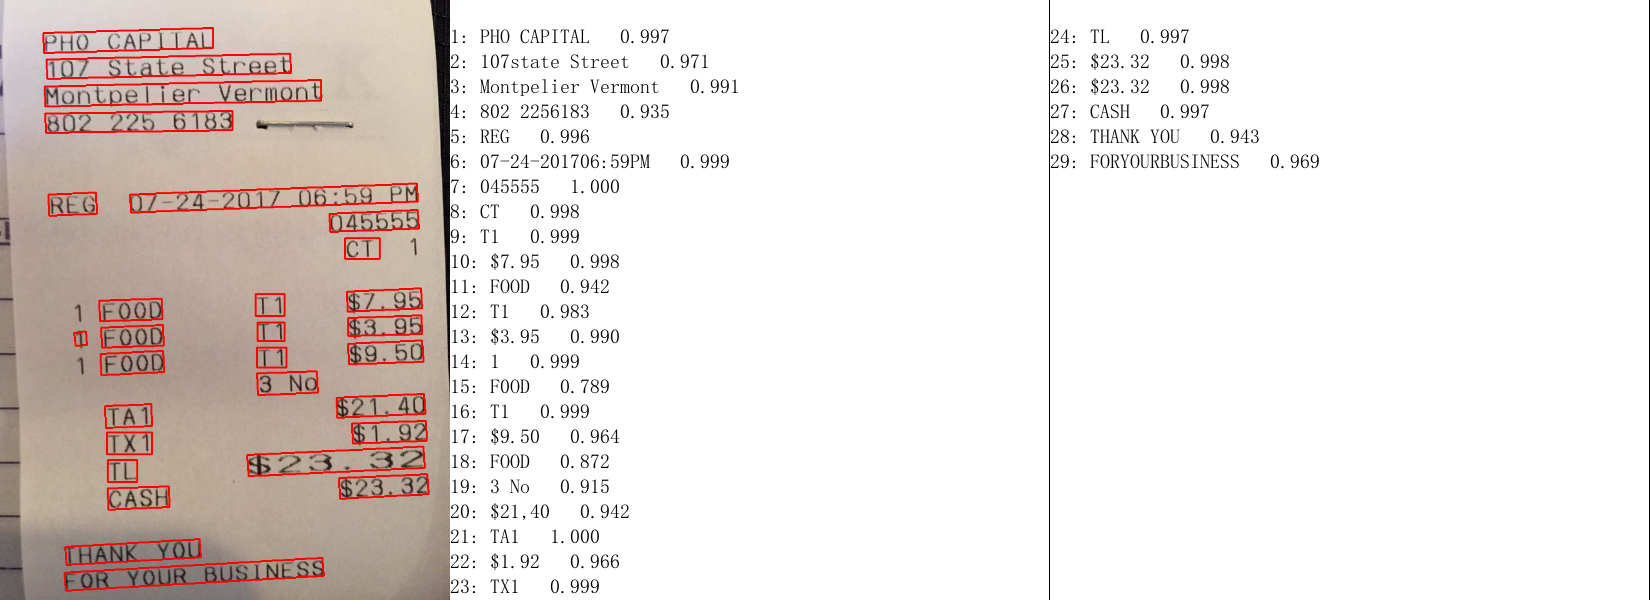 PHO CAPITAL
107 State Street
Montpelier Vermont
802 225 6183
REG 07-24-2017 06:59 PM
045555
CT 1
1 FOOD T1 $7.95
1 FOOD T1 $3.95
1 FOOD T1 $9.50
3 No
TA1 $21.40
TX1 $1.92
TL $23.32
CASH $23.32
THANK YOU
FOR YOUR BUSINESS
1: PHO CAPITAL 0.997
2: 107state Street 0.971
3: Montpelier Vermont 0.991
4: 802 2256183 0.935
5: REG 0.996
6: 07-24-201706:59PM 0.999
7: 045555 1.000
8: CT 0.998
9: T1 0.999
10: $7.95 0.998
11: FOOD 0.942
12: T1 0.983
13: $3.95 0.990
14: 1 0.999
15: FOOD 0.789
16: T1 0.999
17: $9.50 0.964
18: FOOD 0.872
19: 3 No 0.915
20: $21,40 0.942
21: TA1 1.000
22: $1.92 0.966
23: TX1 0.999
24: TL 0.997
25: $23.32 0.998
26: $23.32 0.998
27: CASH 0.997
28: THANK YOU 0.943
29: FORYOURBUSINESS 0.969